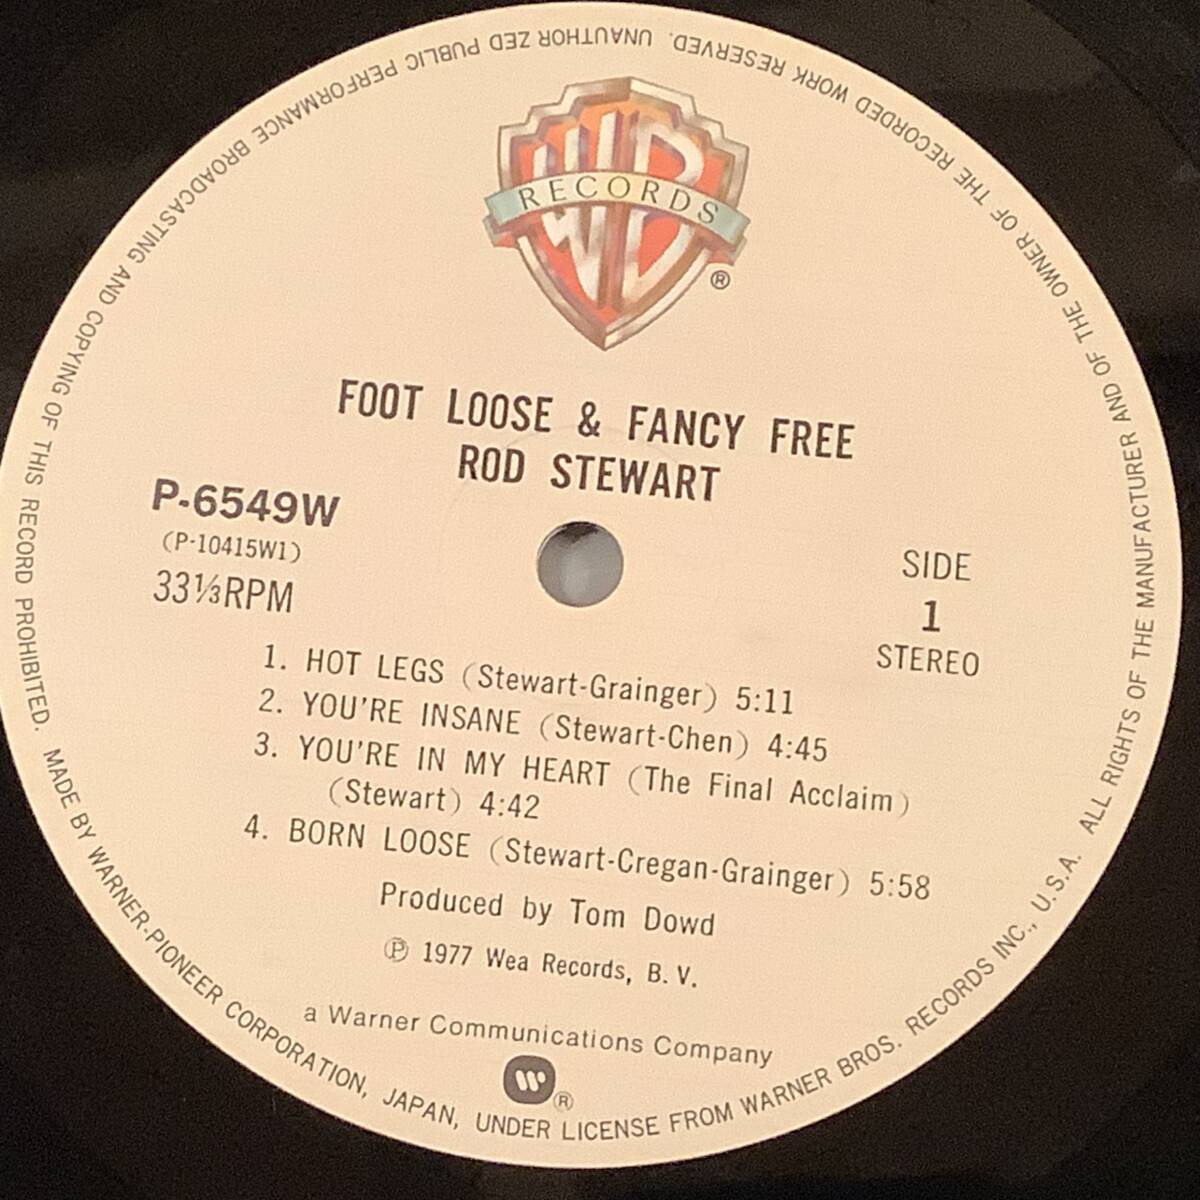 WB
RECORDS
®
FOOT LOOSE & FANCY FREE
ROD STEWART
P-6549W
(P-10415W1)
33⅓RPM
SIDE
1
STEREO
1. HOT LEGS (Stewart-Grainger) 5:11
2. YOU'RE INSANE (Stewart-Chen) 4:45
3. YOU'RE IN MY HEART (The Final Acclaim)
(Stewart) 4:42
4. BORN LOOSE (Stewart-Cregan-Grainger) 5:58
Produced by Tom Dowd
℗ 1977 Wea Records, B. V.
a Warner Communications Company
W®
MADE BY WARNER-PIONEER CORPORATION, JAPAN, UNDER LICENSE FROM WARNER BROS. RECORDS INC., U.S.A. ALL RIGHTS OF THE MANUFACTURER AND OF THE OWNER OF THE RECORDED WORK RESERVED. UNAUTHOR ZED PUBLIC PERFORMANCE BROADCASTING AND COPYING OF THIS RECORD PROHIBITED.